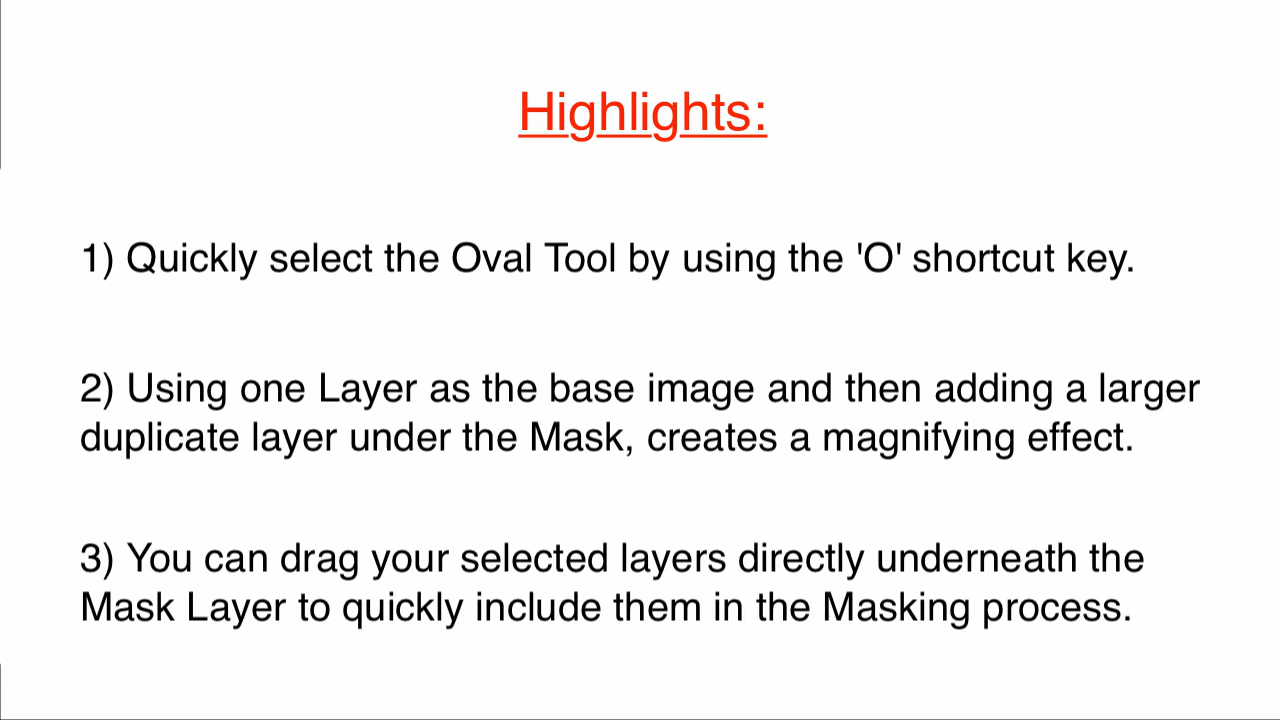 Highlights:
1) Quickly select the Oval Tool by using the 'O' shortcut key.
2) Using one Layer as the base image and then adding a larger
duplicate layer under the Mask, creates a magnifying effect.
3) You can drag your selected layers directly underneath the
Mask Layer to quickly include them in the Masking process.